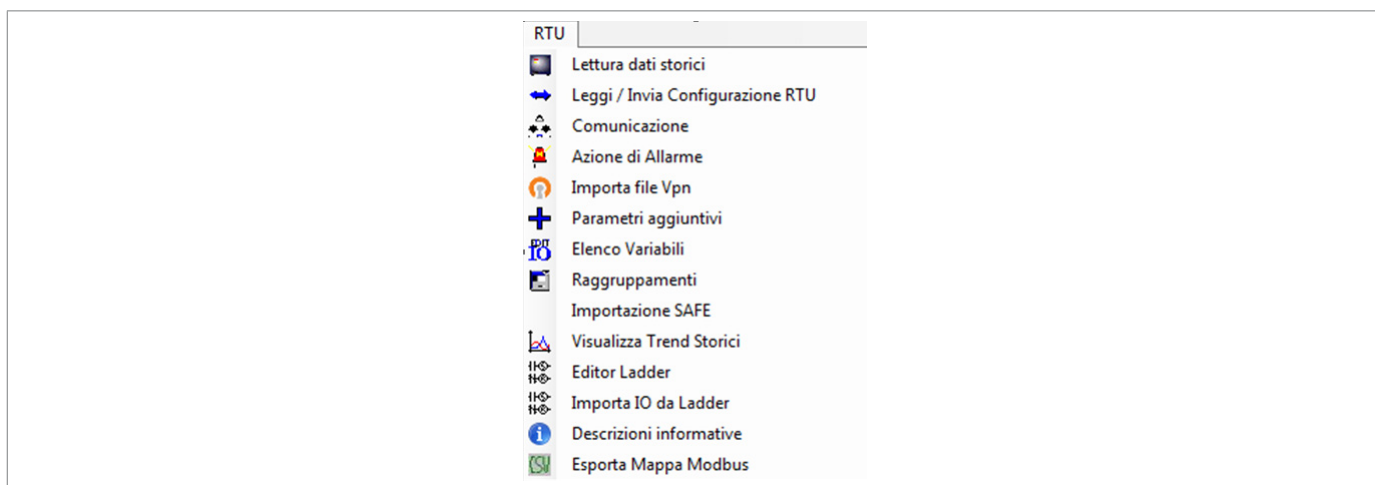 RTU
Lettura dati storici
Leggi / Invia Configurazione RTU
Comunicazione
Azione di Allarme
Importa file Vpn
Parametri aggiuntivi
Elenco Variabili
Raggruppamenti
Importazione SAFE
Visualizza Trend Storici
Editor Ladder
Importa IO da Ladder
Descrizioni informative
Esporta Mappa Modbus